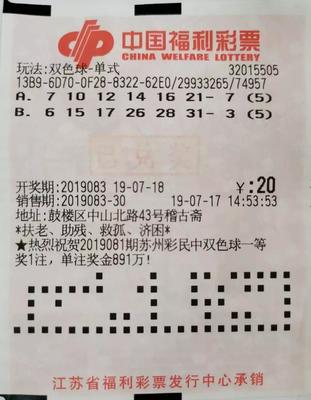 中国福利彩票
CHINA WELFARE LOTTERY
玩法:双色球-单式 32015505
13B9-6D70-0F28-8322-62E0/29933265/74957
A. 7 10 12 14 16 21- 7 (5)
B. 6 15 17 26 28 31- 3 (5)
已兑奖
开奖期:2019083 19-07-18 ¥:20
销售期:2019083-30 19-07-17 14:53:53
地址:鼓楼区中山北路43号稽古斋
*扶老、助残、救孤、济困*
★热烈祝贺2019081期苏州彩民中双色球一等
奖1注,单注奖金891万!
江苏省福利彩票发行中心承销